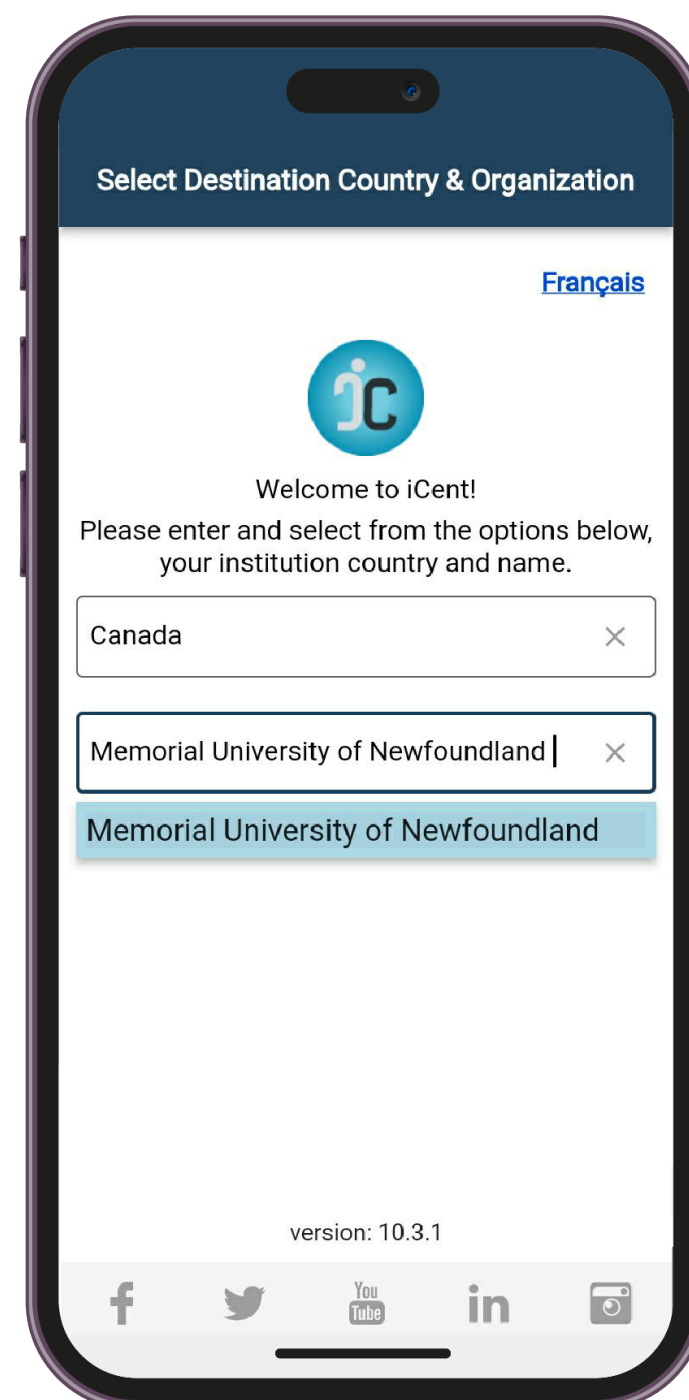 Select Destination Country & Organization
Français
ic
Welcome to iCent!
Please enter and select from the options below,
your institution country and name.
Canada
Memorial University of Newfoundland
Memorial University of Newfoundland
version: 10.3.1
f
You
Tube
in